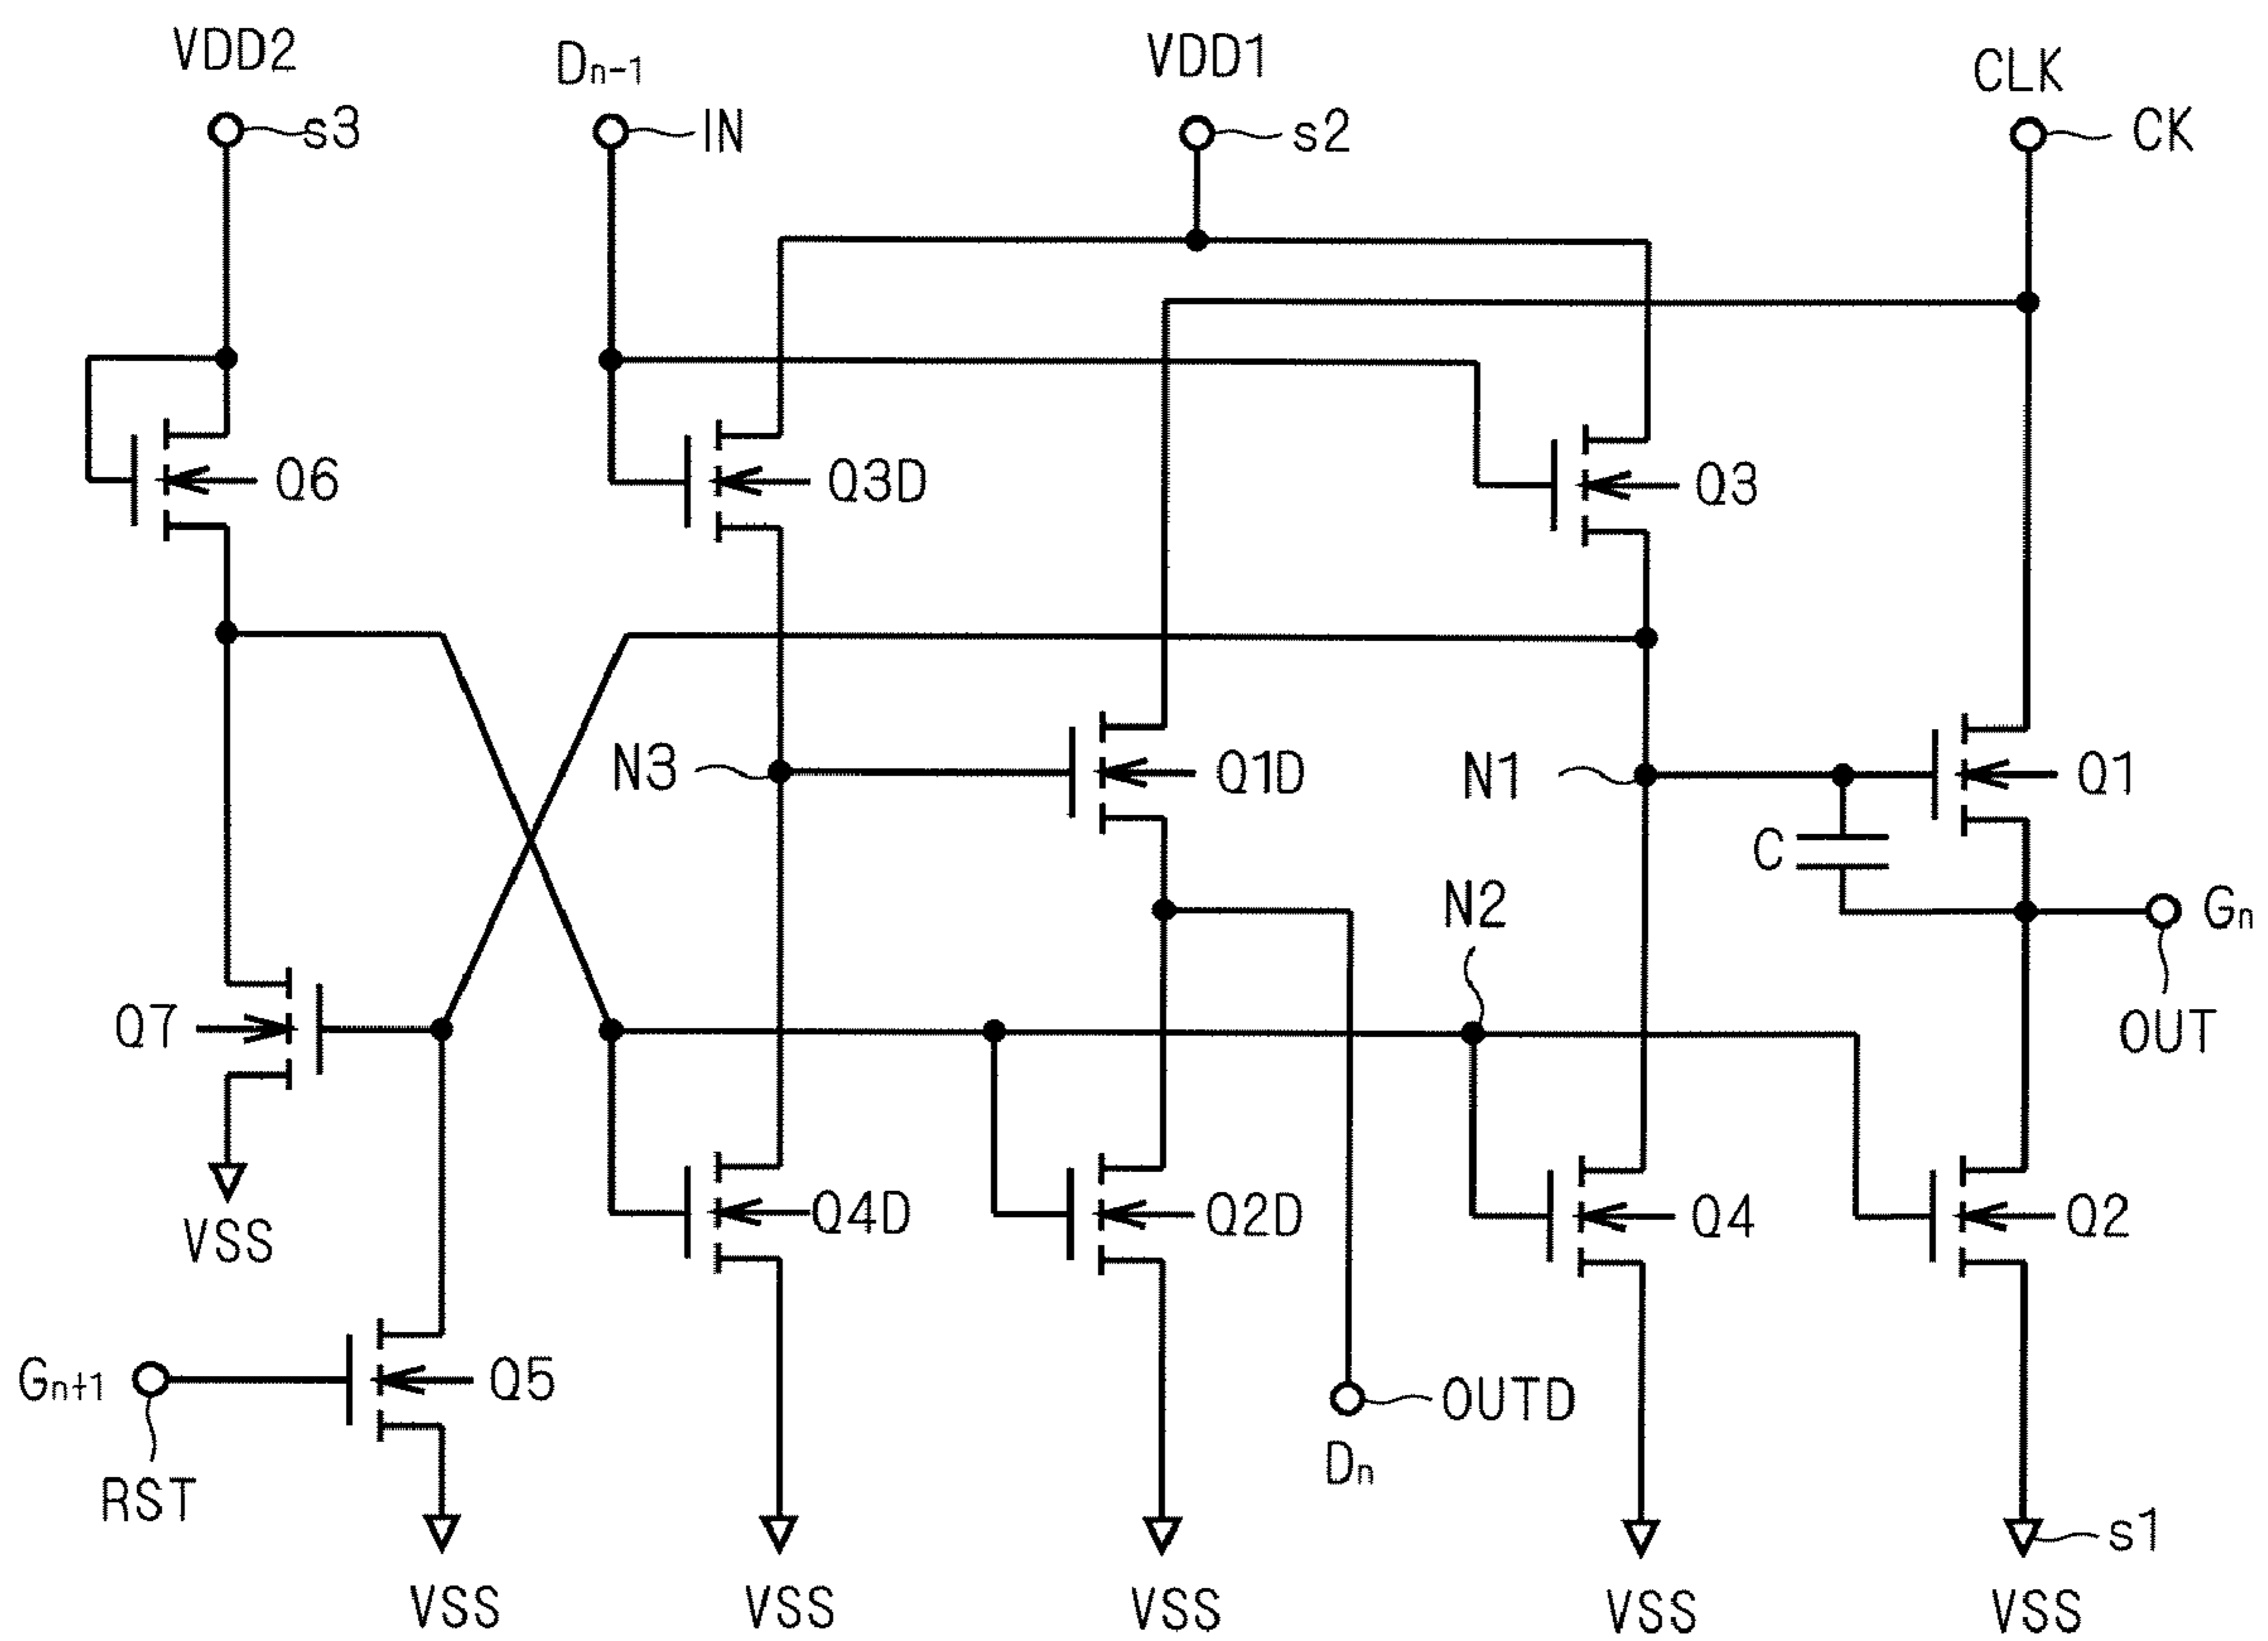 VDD2
Dn-1
VDD1
CLK
s3
IN
s2
CK
Q6
Q3D
Q3
N3
Q1D
N1
Q1
C
N2
Gn
Q7
OUT
VSS
Q4D
Q2D
Q4
Q2
Gn+1
Q5
OUTD
Dn
RST
s1
VSS
VSS
VSS
VSS
VSS